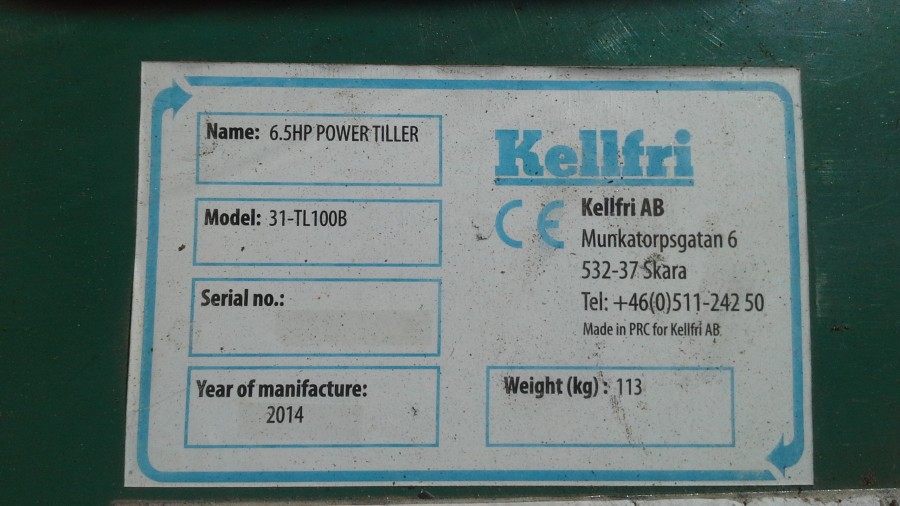 Name: 6.5HP POWER TILLER
Model: 31-TL100B
Serial no.:
Year of manifacture:
2014
Kellfri
CE
Kellfri AB
Munkatorpsgatan 6
532-37 Skara
Tel: +46(0)511-242 50
Made in PRC for Kellfri AB.
Weight (kg) : 113